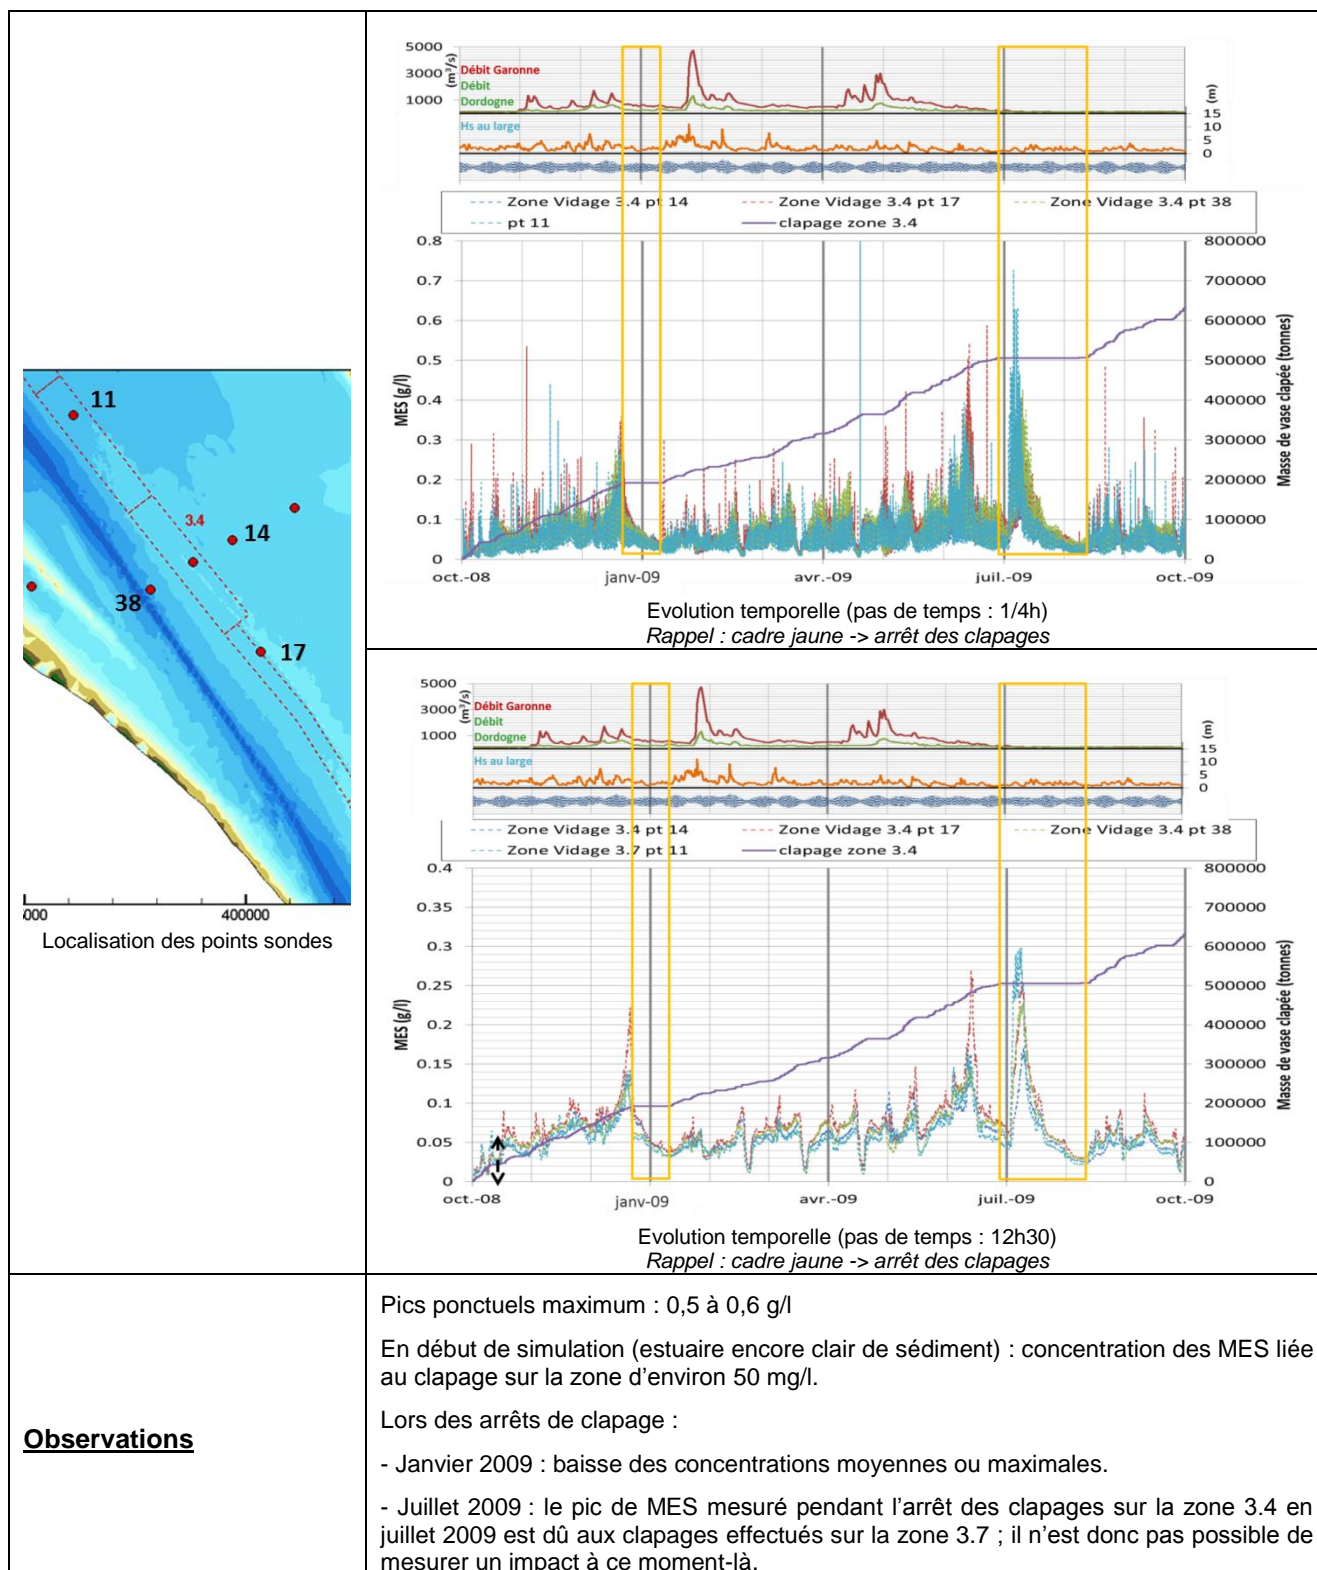 11
3.4
14
38
17
000
400000
Localisation des points sondes
5000
3000
1000
(m³/s)
Débit Garonne
Débit
Dordogne
Hs au large
(m)
15
10
5
0
Zone Vidage 3.4 pt 14
Zone Vidage 3.4 pt 17
Zone Vidage 3.4 pt 38
pt 11
clapage zone 3.4
0.8
0.7
0.6
0.5
0.4
0.3
0.2
0.1
0
MES (g/l)
800000
700000
600000
500000
400000
300000
200000
100000
0
Masse de vase clapée (tonnes)
oct.-08
janv-09
avr.-09
juil.-09
oct.-09
Evolution temporelle (pas de temps : 1/4h)
Rappel : cadre jaune -> arrêt des clapages
5000
3000
1000
(m³/s)
Débit Garonne
Débit
Dordogne
Hs au large
(m)
15
10
5
0
Zone Vidage 3.4 pt 14
Zone Vidage 3.4 pt 17
Zone Vidage 3.4 pt 38
Zone Vidage 3.7 pt 11
clapage zone 3.4
0.4
0.35
0.3
0.25
0.2
0.15
0.1
0.05
0
MES (g/l)
800000
700000
600000
500000
400000
300000
200000
100000
0
Masse de vase clapée (tonnes)
oct.-08
janv-09
avr.-09
juil.-09
oct.-09
Evolution temporelle (pas de temps : 12h30)
Rappel : cadre jaune -> arrêt des clapages
Observations
Pics ponctuels maximum : 0,5 à 0,6 g/l
En début de simulation (estuaire encore clair de sédiment) : concentration des MES liée
au clapage sur la zone d'environ 50 mg/l.
Lors des arrêts de clapage :
- Janvier 2009 : baisse des concentrations moyennes ou maximales.
- Juillet 2009 : le pic de MES mesuré pendant l'arrêt des clapages sur la zone 3.4 en
juillet 2009 est dû aux clapages effectués sur la zone 3.7 ; il n'est donc pas possible de
mesurer un impact à ce moment-là.